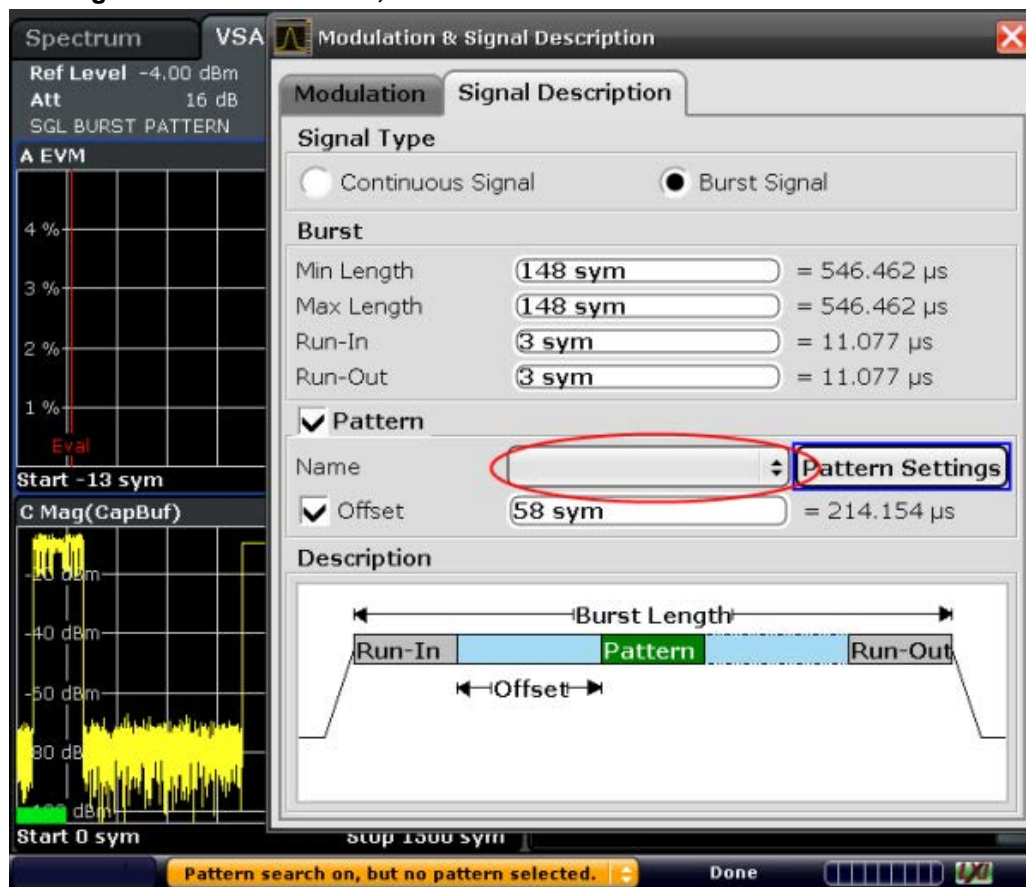 Spectrum VSA
Ref Level -4.00 dBm
Att 16 dB
SGL BURST PATTERN
A EVM
4 %
3 %
2 %
1 %
Eval
Start -13 sym
C Mag(CapBuf)
-40 dBm
-60 dBm
Start 0 sym Stop 1500 sym
Modulation & Signal Description
Modulation Signal Description
Signal Type
Continuous Signal Burst Signal
Burst
Min Length 148 sym = 546.462 µs
Max Length 148 sym = 546.462 µs
Run-In 3 sym = 11.077 µs
Run-Out 3 sym = 11.077 µs
Pattern
Name Pattern Settings
Offset 58 sym = 214.154 µs
Description
Burst Length
Run-In Pattern Run-Out
Offset
Pattern search on, but no pattern selected. Done LXI